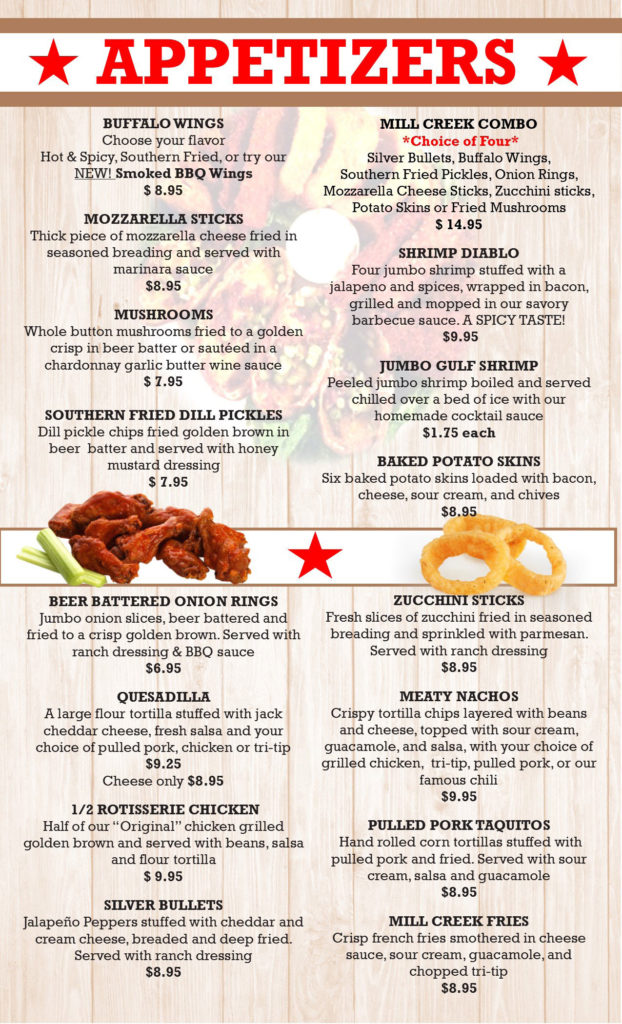 APPETIZERS
BUFFALO WINGS
Choose your flavor
Hot & Spicy, Southern Fried, or try our
NEW! Smoked BBQ Wings
$ 8.95
MOZZARELLA STICKS
Thick piece of mozzarella cheese fried in
seasoned breading and served with
marinara sauce
$8.95
MUSHROOMS
Whole button mushrooms fried to a golden
crisp in beer batter or sautéed in a
chardonnay garlic butter wine sauce
$ 7.95
SOUTHERN FRIED DILL PICKLES
Dill pickle chips fried golden brown in
beer batter and served with honey
mustard dressing
$ 7.95
MILL CREEK COMBO
*Choice of Four*
Silver Bullets, Buffalo Wings,
Southern Fried Pickles, Onion Rings,
Mozzarella Cheese Sticks, Zucchini sticks,
Potato Skins or Fried Mushrooms
$ 14.95
SHRIMP DIABLO
Four jumbo shrimp stuffed with a
jalapeno and spices, wrapped in bacon,
grilled and mopped in our savory
barbecue sauce. A SPICY TASTE!
$9.95
JUMBO GULF SHRIMP
Peeled jumbo shrimp boiled and served
chilled over a bed of ice with our
homemade cocktail sauce
$1.75 each
BAKED POTATO SKINS
Six baked potato skins loaded with bacon,
cheese, sour cream, and chives
$8.95
BEER BATTERED ONION RINGS
Jumbo onion slices, beer battered and
fried to a crisp golden brown. Served with
ranch dressing & BBQ sauce
$6.95
QUESADILLA
A large flour tortilla stuffed with jack
cheddar cheese, fresh salsa and your
choice of pulled pork, chicken or tri-tip
$9.25
Cheese only $8.95
1/2 ROTISSERIE CHICKEN
Half of our “Original” chicken grilled
golden brown and served with beans, salsa
and flour tortilla
$ 9.95
SILVER BULLETS
Jalapeño Peppers stuffed with cheddar and
cream cheese, breaded and deep fried.
Served with ranch dressing
$8.95
ZUCCHINI STICKS
Fresh slices of zucchini fried in seasoned
breading and sprinkled with parmesan.
Served with ranch dressing
$8.95
MEATY NACHOS
Crispy tortilla chips layered with beans
and cheese, topped with sour cream,
guacamole, and salsa, with your choice of
grilled chicken, tri-tip, pulled pork, or our
famous chili
$9.95
PULLED PORK TAQUITOS
Hand rolled corn tortillas stuffed with
pulled pork and fried. Served with sour
cream, salsa and guacamole
$8.95
MILL CREEK FRIES
Crisp french fries smothered in cheese
sauce, sour cream, guacamole, and
chopped tri-tip
$8.95